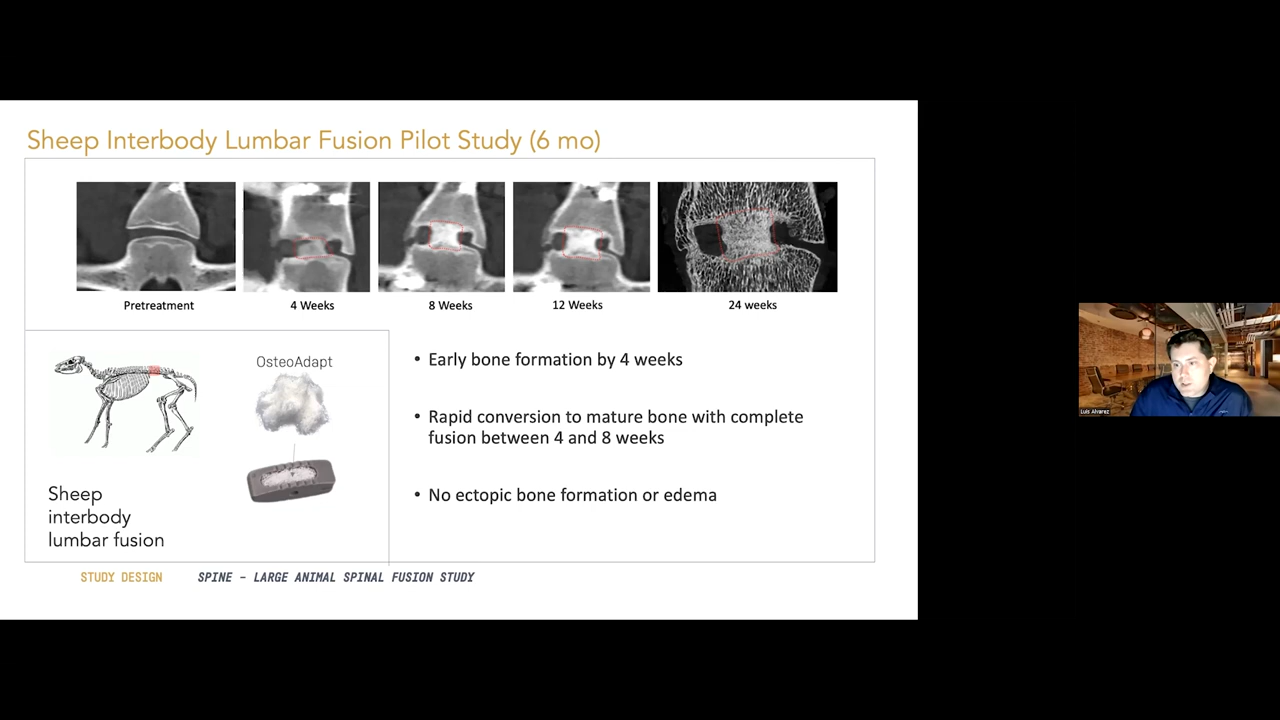 Sheep Interbody Lumbar Fusion Pilot Study (6 mo)
Pretreatment
4 Weeks
8 Weeks
12 Weeks
24 weeks
OsteoAdapt
Sheep
interbody
lumbar fusion
• Early bone formation by 4 weeks
• Rapid conversion to mature bone with complete
fusion between 4 and 8 weeks
• No ectopic bone formation or edema
STUDY DESIGN SPINE - LARGE ANIMAL SPINAL FUSION STUDY
Luis Alvarez